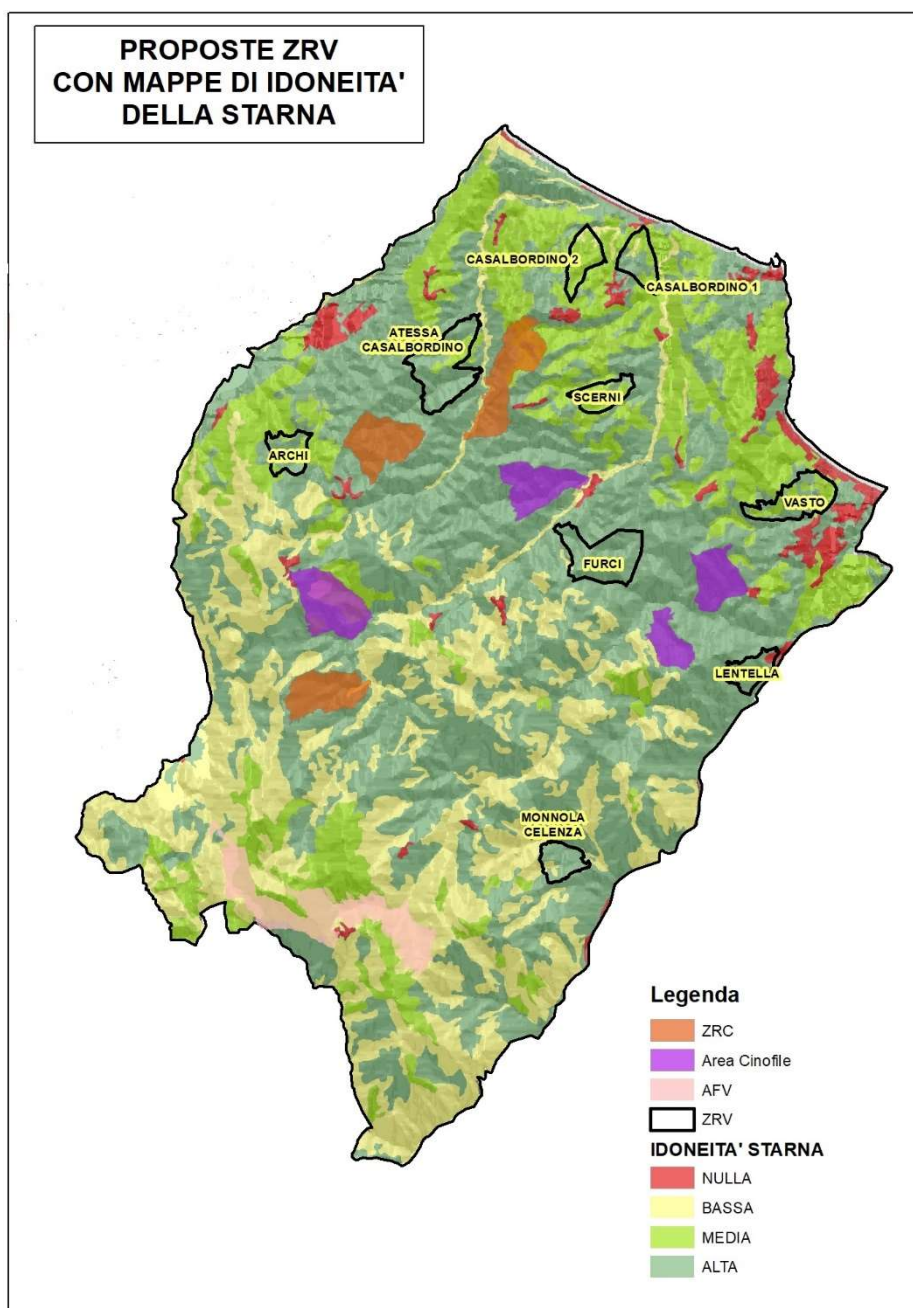 PROPOSTE ZRV
CON MAPPE DI IDONEITA'
DELLA STARNA
CASALBORDINO 2
CASALBORDINO 1
ATESSA
CASALBORDINO
SCERNI
ARCHI
VASTO
FURCI
LENTELLA
MONNOLA
CELENZA
Legenda
ZRC
Area Cinofile
AFV
ZRV
IDONEITA' STARNA
NULLA
BASSA
MEDIA
ALTA